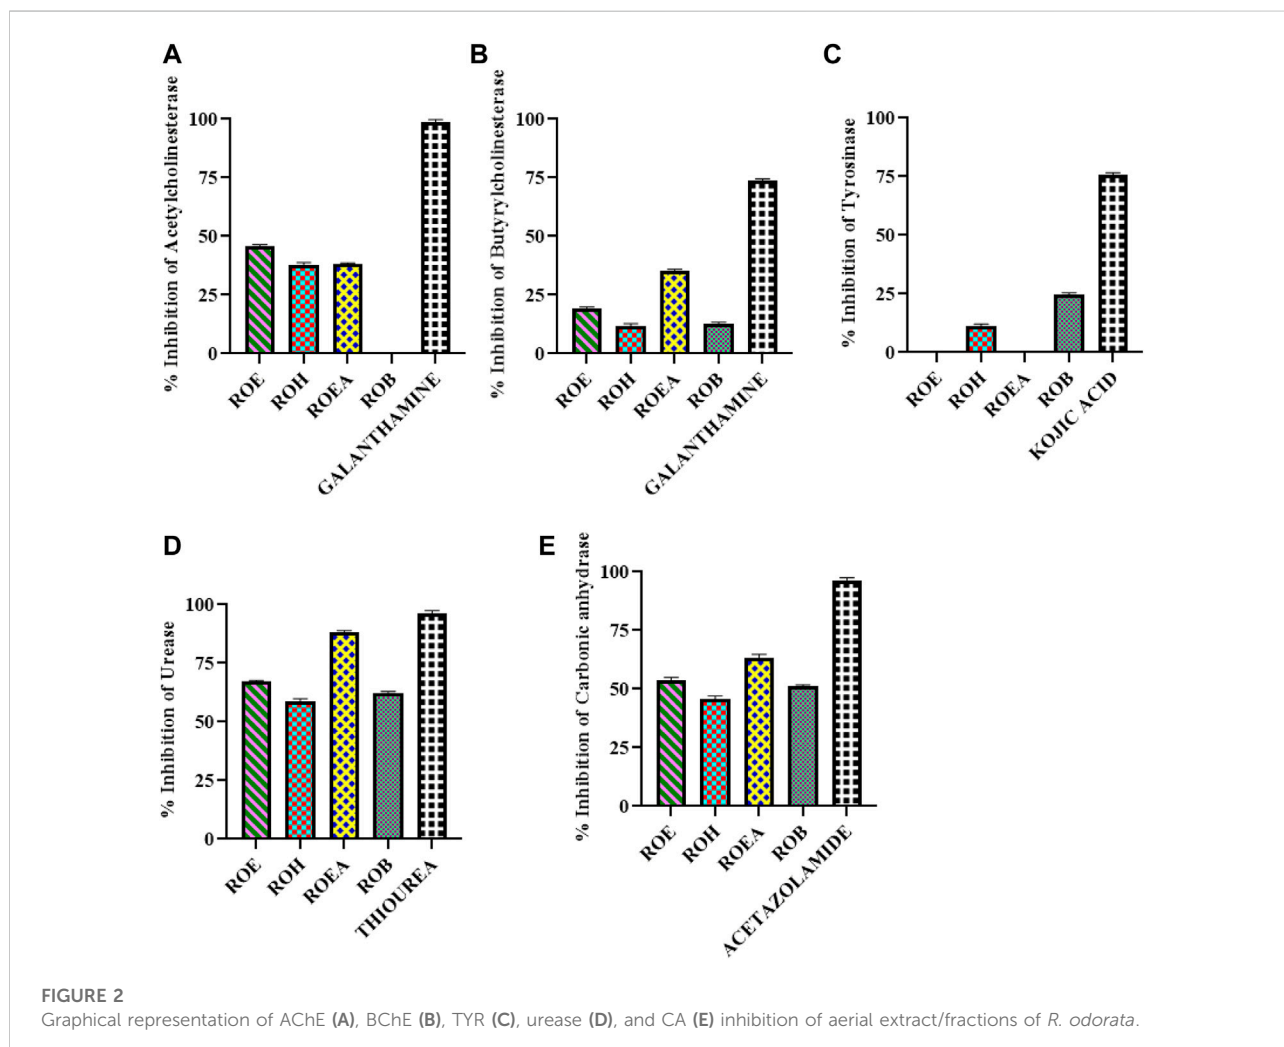 A
% Inhibition of Acetylcholinesterase
100
75
50
25
0
ROE
ROH
ROEA
ROB
GALANTHAMINE
B
% Inhibition of Butyrylcholinesterase
100
75
50
25
0
ROE
ROH
ROEA
ROB
GALANTHAMINE
C
% Inhibition of Tyrosinase
100
75
50
25
0
ROE
ROH
ROEA
ROB
KOJIC ACID
D
% Inhibition of Urease
100
75
50
25
0
ROE
ROH
ROEA
ROB
THIOUREA
E
% Inhibition of Carbonic anhydrase
100
75
50
25
0
ROE
ROH
ROEA
ROB
ACETAZOLAMIDE
FIGURE 2
Graphical representation of AChE (A), BChE (B), TYR (C), urease (D), and CA (E) inhibition of aerial extract/fractions of R. odorata.